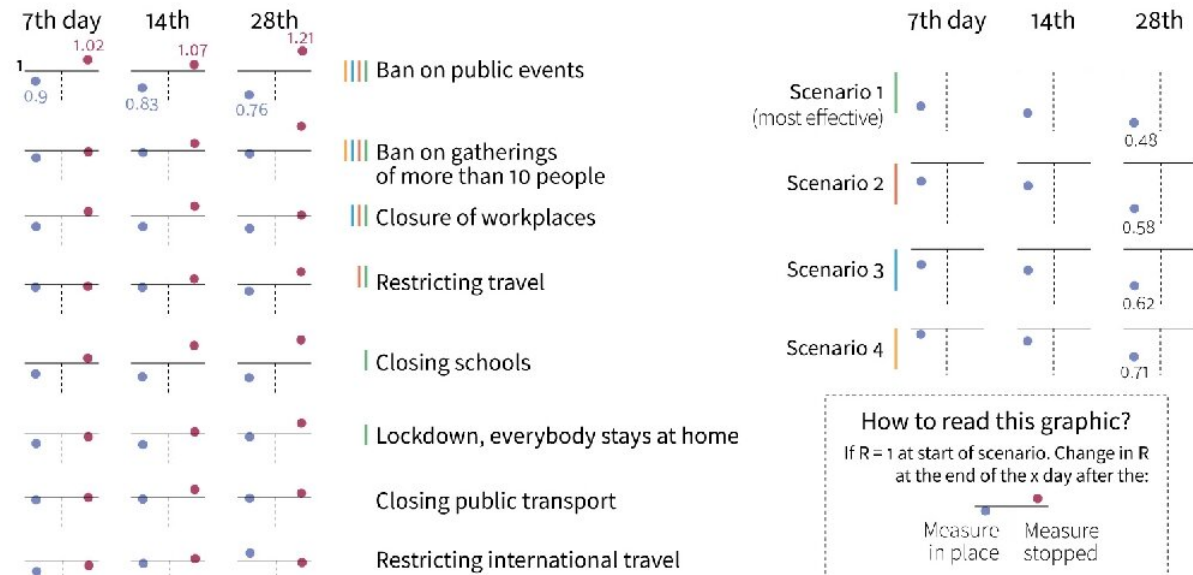 7th day 14th 28th
1.02 1.07 1.21
1
0.9 0.83 0.76
Ban on public events
Ban on gatherings
of more than 10 people
Closure of workplaces
Restricting travel
Closing schools
Lockdown, everybody stays at home
Closing public transport
Restricting international travel
7th day 14th 28th
Scenario 1
(most effective)
0.48
Scenario 2
0.58
Scenario 3
0.62
Scenario 4
0.71
How to read this graphic?
If R = 1 at start of scenario. Change in R
at the end of the x day after the:
Measure Measure
in place stopped